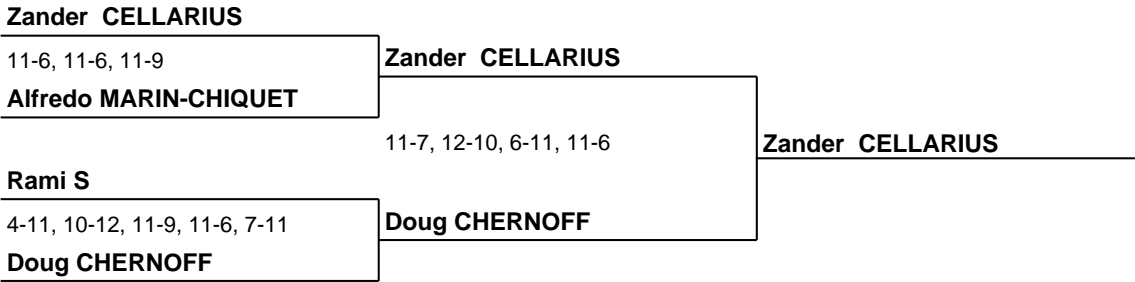 Zander  CELLARIUS
11-6, 11-6, 11-9
Zander  CELLARIUS
Alfredo MARIN-CHIQUET
11-7, 12-10, 6-11, 11-6
Zander  CELLARIUS
Rami S
4-11, 10-12, 11-9, 11-6, 7-11
Doug CHERNOFF
Doug CHERNOFF